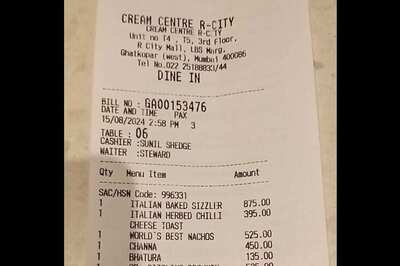 CREAM CENTRE R-CITY
CREAM CENTRE R-C.TY
Unit no T4 , T5, 3rd Floor,
R City Mall, LBS Marg,
Ghatkopar (west), Mumbai 400086
Tel No.022 25188833/44
DINE IN
BILL NO : GA00153476
DATE AND TIME PAX
15/08/2024 2:58 PM 3
TABLE : 06
CASHIER :SUNIL SHEDGE
WAITER :STEWARD
Qty Menu Item Amount
SAC/HSN Code: 996331
1 ITALIAN BAKED SIZZLER 875.00
1 ITALIAN HERBED CHILLI 395.00
CHEESE TOAST
1 WORLD'S BEST NACHOS 525.00
1 CHANNA 450.00
1 BHATURA 135.00